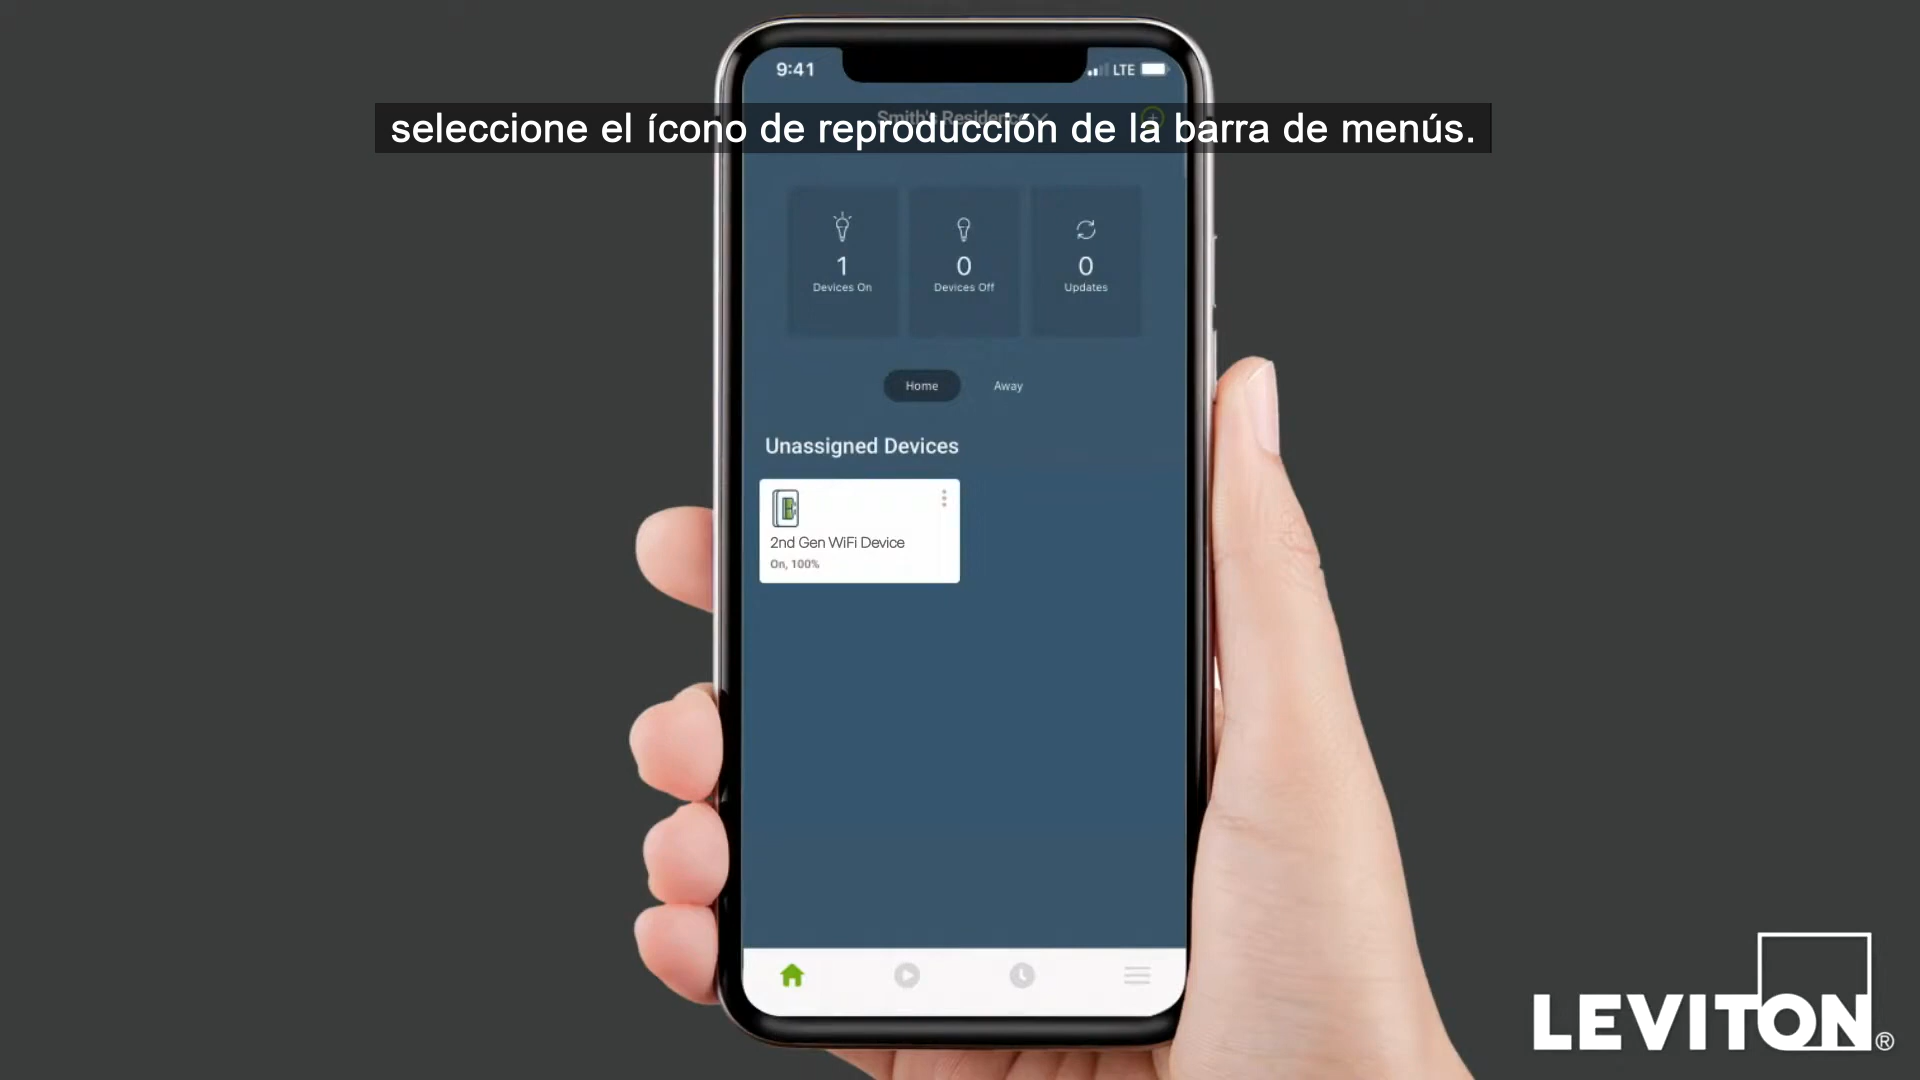 9:41
LTE
Smith's Residence
seleccione el ícono de reproducción de la barra de menús.
1
Devices On
0
Devices Off
0
Updates
Home
Away
Unassigned Devices
2nd Gen WiFi Device
On, 100%
LEVITON®